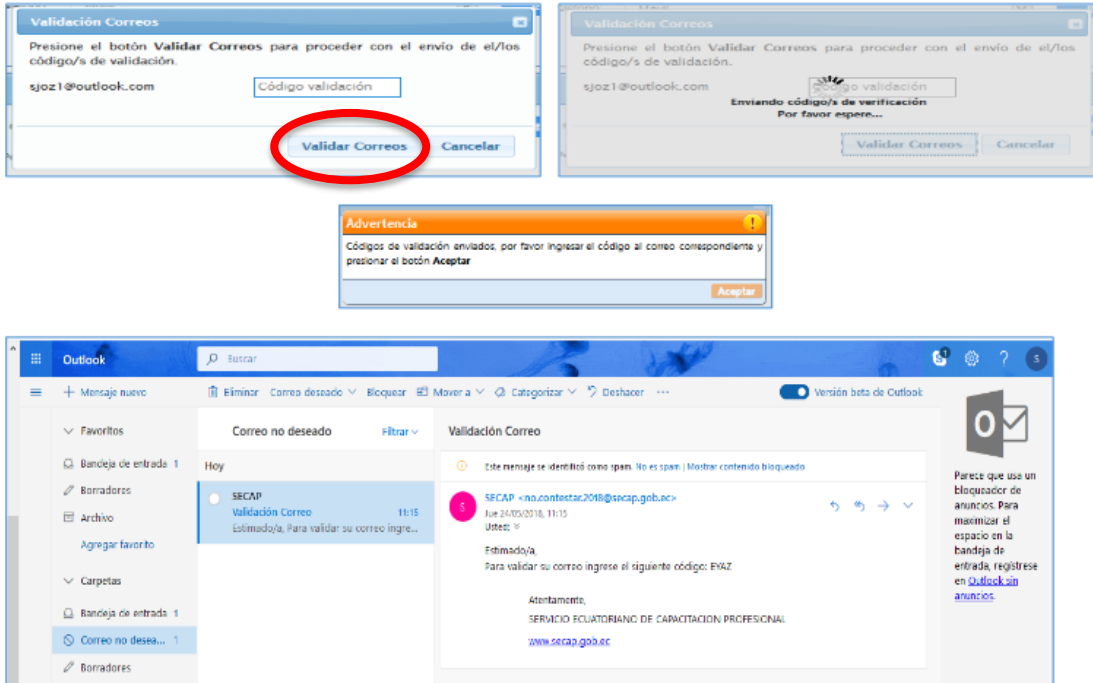 Validación Correos
Presione el botón Validar Correos para proceder con el envío de el/los
código/s de validación.
sjoz1@outlook.com
Código validación
Validar Correos
Cancelar
Validación Correos
Presione el botón Validar Correos para proceder con el envío de el/los
código/s de validación.
sjoz1@outlook.com
Código validación
Enviando código/s de verificación
Por favor espere...
Validar Correos
Cancelar
Advertencia
Códigos de validación enviados, por favor ingresar el código al correo correspondiente y
presionar el botón Aceptar
Aceptar
Outlook
Buscar
S
Mensaje nuevo
Eliminar
Correo deseado
Bloquear
Mover a
Categorizar
Deshacer
Versión beta de Outlook
Favoritos
Bandeja de entrada 1
Borradores
Archivo
Agregar favorito
Carpetas
Bandeja de entrada 1
Correo no desea... 1
Borradores
Correo no deseado
Filtrar
Hoy
SECAP
Validación Correo 11:15
Estimado/a, Para validar su correo ingre...
Validación Correo
Este mensaje se identificó como spam. No es spam | Mostrar contenido bloqueado
S
SECAP <no.contestar.2018@secap.gob.ec>
Jue 24/05/2018, 11:15
Usted;
Estimado/a,
Para validar su correo ingrese el siguiente código: EYAZ
Atentamente,
SERVICIO ECUATORIANO DE CAPACITACION PROFESIONAL
www.secap.gob.ec
Parece que usa un
bloqueador de
anuncios. Para
maximizar el
espacio en la
bandeja de
entrada, regístrese
en Outlook sin
anuncios.